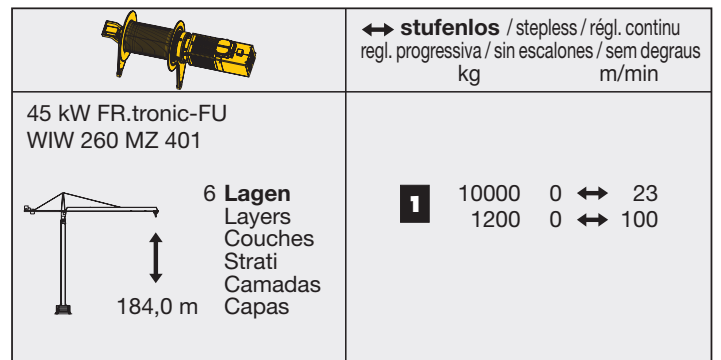 ↔ stufenlos / stepless / régl. continu
regl. progressiva / sin escalones / sem degraus
kg m/min
45 kW FR.tronic-FU
WIW 260 MZ 401
6 Lagen
Layers
Couches
Strati
Camadas
184,0 m Capas
1 10000 0 ↔ 23
1200 0 ↔ 100